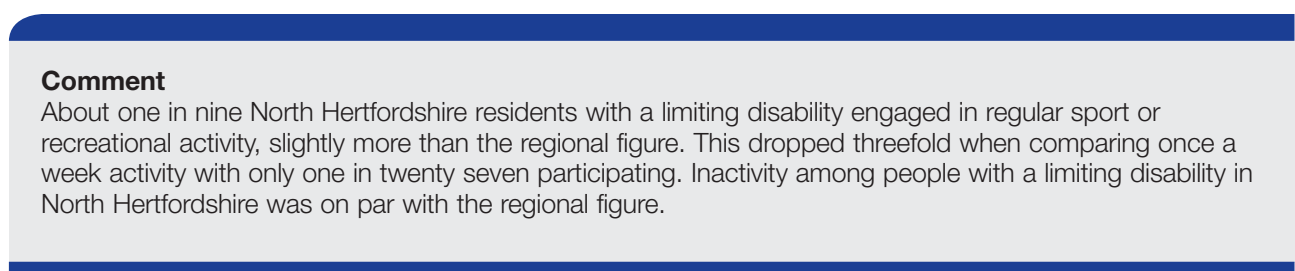 Comment
About one in nine North Hertfordshire residents with a limiting disability engaged in regular sport or
recreational activity, slightly more than the regional figure. This dropped threefold when comparing once a
week activity with only one in twenty seven participating. Inactivity among people with a limiting disability in
North Hertfordshire was on par with the regional figure.